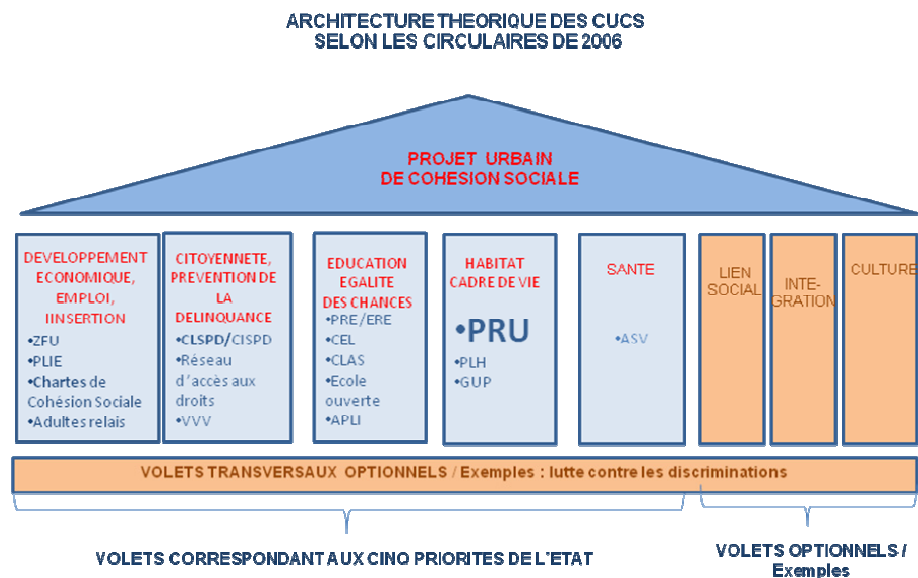 ARCHITECTURE THEORIQUE DES CUCS
SELON LES CIRCULAIRES DE 2006
PROJET URBAIN
DE COHESION SOCIALE
DEVELOPPEMENT
ECONOMIQUE,
EMPLOI,
IINSERTION
•ZFU
•PLIE
•Chartes de
Cohésion Sociale
•Adultes relais
CITOYENNETE,
PREVENTION DE
LA
DELINQUANCE
•CLSPD/CISPD
•Réseau
d'accès aux
droits
•VVV
EDUCATION
EGALITE
DES CHANCES
•PRE/ERE
•CEL
•CLAS
•Ecole
ouverte
•APLI
HABITAT
CADRE DE VIE
•PRU
•PLH
•GUP
SANTE
•ASV
LIEN
SOCIAL
INTE-
GRATION
CULTURE
VOLETS TRANSVERSAUX OPTIONNELS / Exemples : lutte contre les discriminations
VOLETS CORRESPONDANT AUX CINQ PRIORITES DE L'ETAT
VOLETS OPTIONNELS /
Exemples